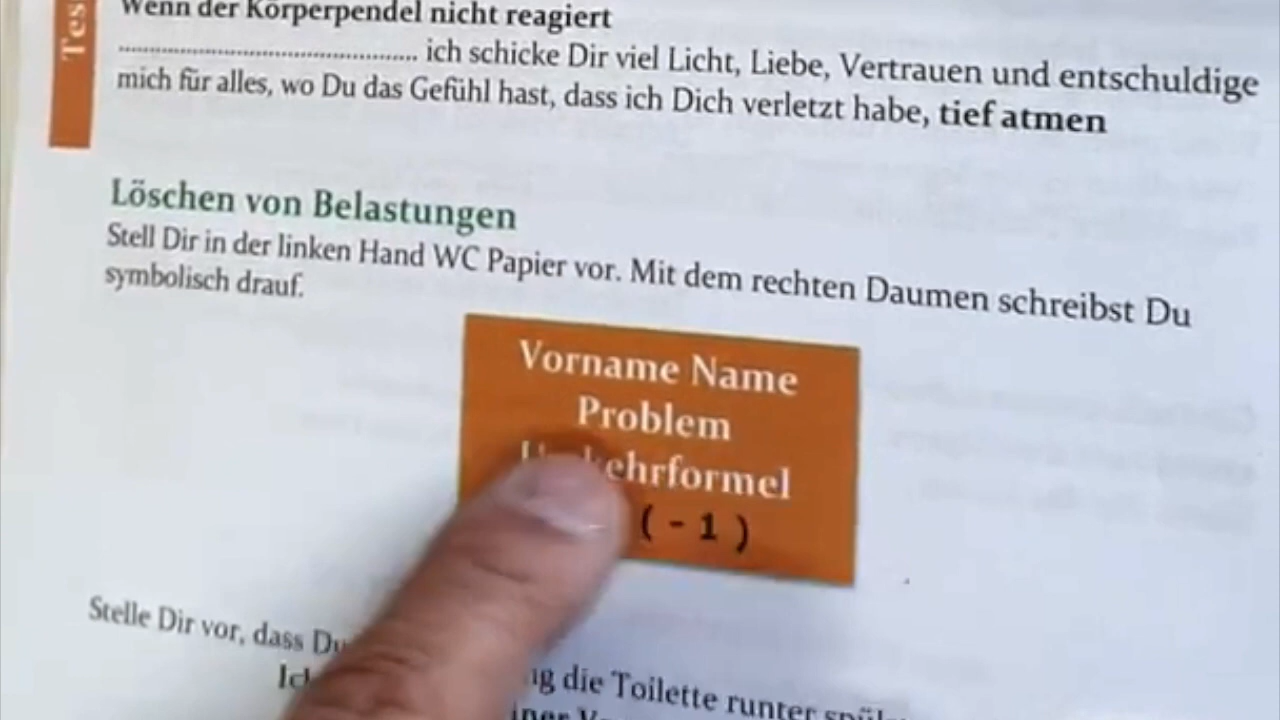 Tes
Wenn der Körperpendel nicht reagiert
........................................... ich schicke Dir viel Licht, Liebe, Vertrauen und entschuldige
mich für alles, wo Du das Gefühl hast, dass ich Dich verletzt habe, tief atmen
Löschen von Belastungen
Stell Dir in der linken Hand WC Papier vor. Mit dem rechten Daumen schreibst Du
symbolisch drauf.
Vorname Name
Problem
kehrformel
( - 1 )
Stelle Dir vor, dass Du
die Toilette runter